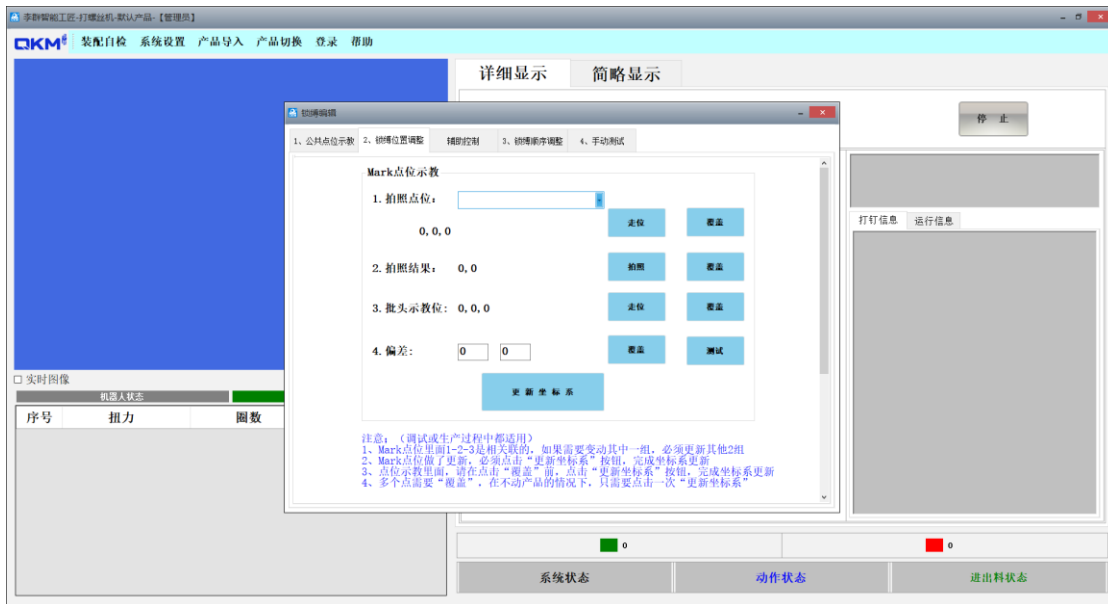 李群智能工匠-打螺丝机-默认产品-【管理员】
QKM 装配自检 系统设置 产品导入 产品切换 登录 帮助
详细显示 简略显示
停 止
锁缚编辑
1、公共点位示教 2、锁缚位置调整 辅助控制 3、锁缚顺序调整 4、手动测试
Mark点位示教
1.拍照点位:
0,0,0 走位 覆盖
2.拍照结果: 0,0 拍照 覆盖
3.批头示教位: 0,0,0 走位 覆盖
4.偏差: 0 0 覆盖 测试
更 新 坐 标 系
注意:(调试或生产过程中都适用)
1、Mark点位里面1-2-3是相关联的,如果需要变动其中一组,必须更新其他2组
2、Mark点位做了更新,必须点击“更新坐标系”按钮,完成坐标系更新
3、点位示教里面,请在点击“覆盖”前,点击“更新坐标系”按钮,完成坐标系更新
4、多个点需要“覆盖”,在不动产品的情况下,只需要点击一次“更新坐标系”
打钉信息 运行信息
实时图像
机器人状态
序号 扭力 圈数
0 0
系统状态 动作状态 进出料状态